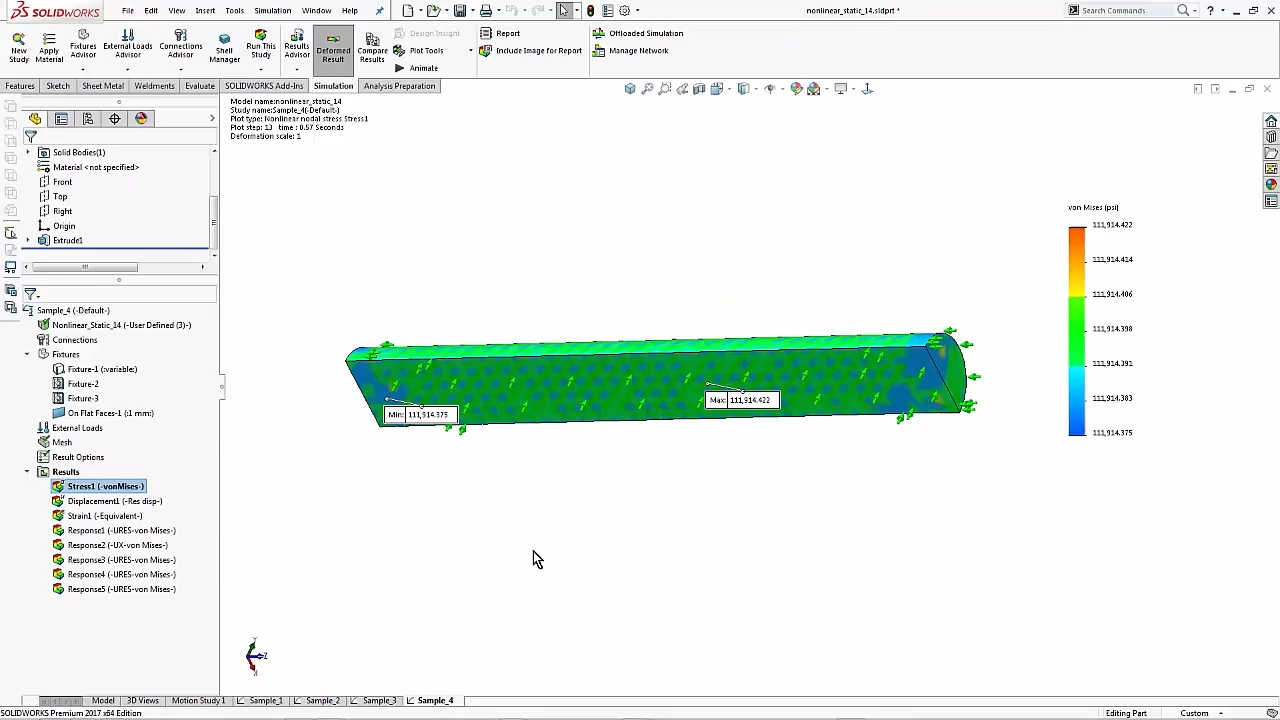 SOLIDWORKS File Edit View Insert Tools Simulation Window Help nonlinear_static_14.sldprt * Search Commands ?
New Study
Apply Material
Fixtures Advisor
External Loads Advisor
Connections Advisor
Shell Manager
Run This Study
Results Advisor
Deformed Result
Compare Results
Design Insight
Plot Tools
Animate
Report
Include Image for Report
Offloaded Simulation
Manage Network
Features Sketch Sheet Metal Weldments Evaluate SOLIDWORKS Add-Ins Simulation Analysis Preparation
Model name:nonlinear_static_14
Study name:Sample_4(-Default-)
Plot type: Nonlinear nodal stress Stress1
Plot step: 13 time : 0.57 Seconds
Deformation scale: 1
Solid Bodies(1)
Material <not specified>
Front
Top
Right
Origin
Extrude1
Sample_4 (-Default-)
Nonlinear_Static_14 (-User Defined (3)-)
Connections
Fixtures
Fixture-1 (:variable:)
Fixture-2
Fixture-3
On Flat Faces-1 (:1 mm:)
External Loads
Mesh
Result Options
Results
Stress1 (-vonMises-)
Displacement1 (-Res disp-)
Strain1 (-Equivalent-)
Response1 (-URES-von Mises-)
Response2 (-UX-von Mises-)
Response3 (-URES-von Mises-)
Response4 (-URES-von Mises-)
Response5 (-URES-von Mises-)
Min: 111,914.375
Max: 111,914.422
von Mises (psi)
111,914.422
111,914.414
111,914.406
111,914.398
111,914.391
111,914.383
111,914.375
Y
Z
X
Model 3D Views Motion Study 1 Sample_1 Sample_2 Sample_3 Sample_4
SOLIDWORKS Premium 2017 x64 Edition Editing Part Custom